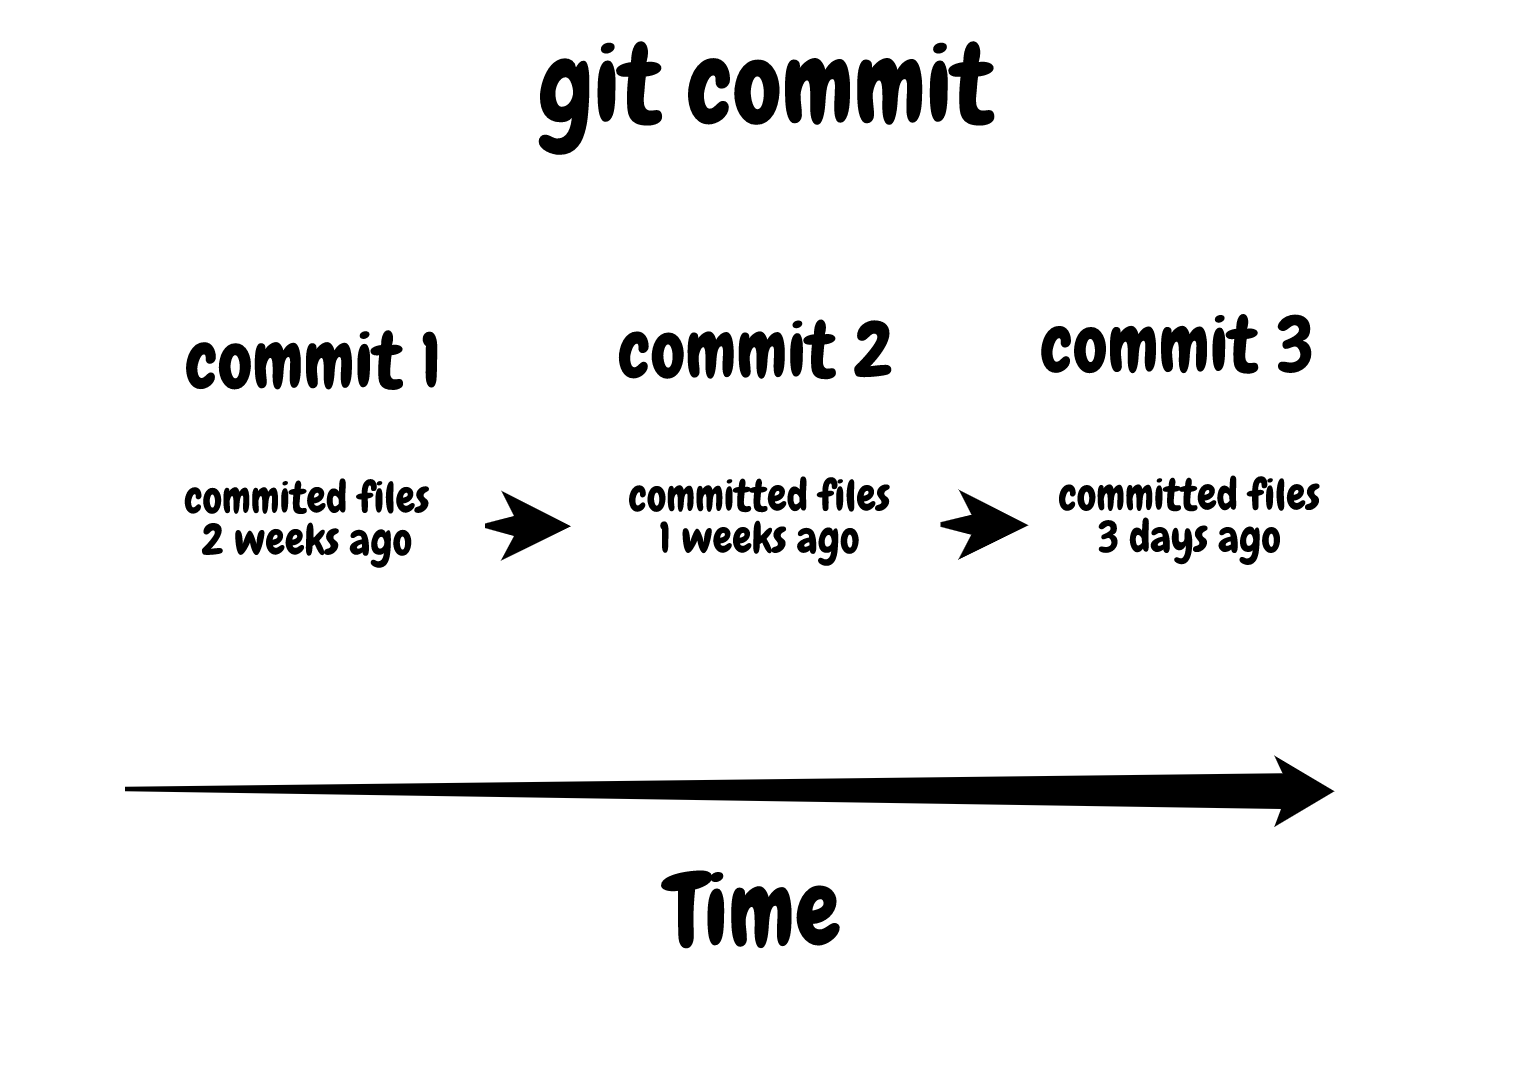 git commit
commit 1
commit 2
commit 3
commited files
2 weeks ago
committed files
1 weeks ago
committed files
3 days ago
Time